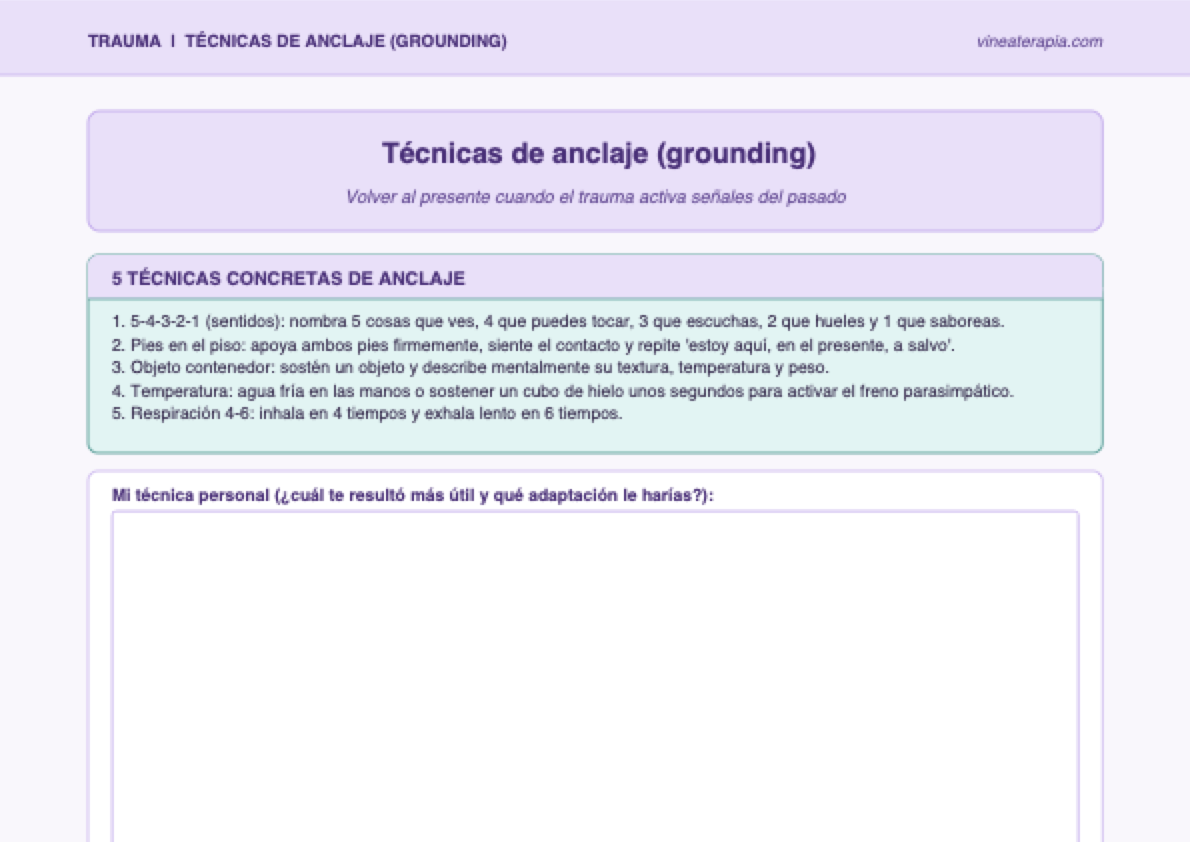 TRAUMA | TÉCNICAS DE ANCLAJE (GROUNDING)
vineaterapia.com
Técnicas de anclaje (grounding)
Volver al presente cuando el trauma activa señales del pasado
5 TÉCNICAS CONCRETAS DE ANCLAJE
1. 5-4-3-2-1 (sentidos): nombra 5 cosas que ves, 4 que puedes tocar, 3 que escuchas, 2 que hueles y 1 que saboreas.
2. Pies en el piso: apoya ambos pies firmemente, siente el contacto y repite 'estoy aquí, en el presente, a salvo'.
3. Objeto contenedor: sostén un objeto y describe mentalmente su textura, temperatura y peso.
4. Temperatura: agua fría en las manos o sostener un cubo de hielo unos segundos para activar el freno parasimpático.
5. Respiración 4-6: inhala en 4 tiempos y exhala lento en 6 tiempos.
Mi técnica personal (¿cuál te resultó más útil y qué adaptación le harías?):